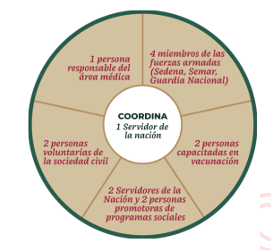 1 persona
responsable del
área médica
4 miembros de las
fuerzas armadas
(Sedena, Semar,
Guardia Nacional)
COORDINA
1 Servidor de
la nación
2 personas
voluntarias de
la sociedad civil
2 personas
capacitadas en
vacunación
2 Servidores de la
Nación y 2 personas
promotoras de
programas sociales